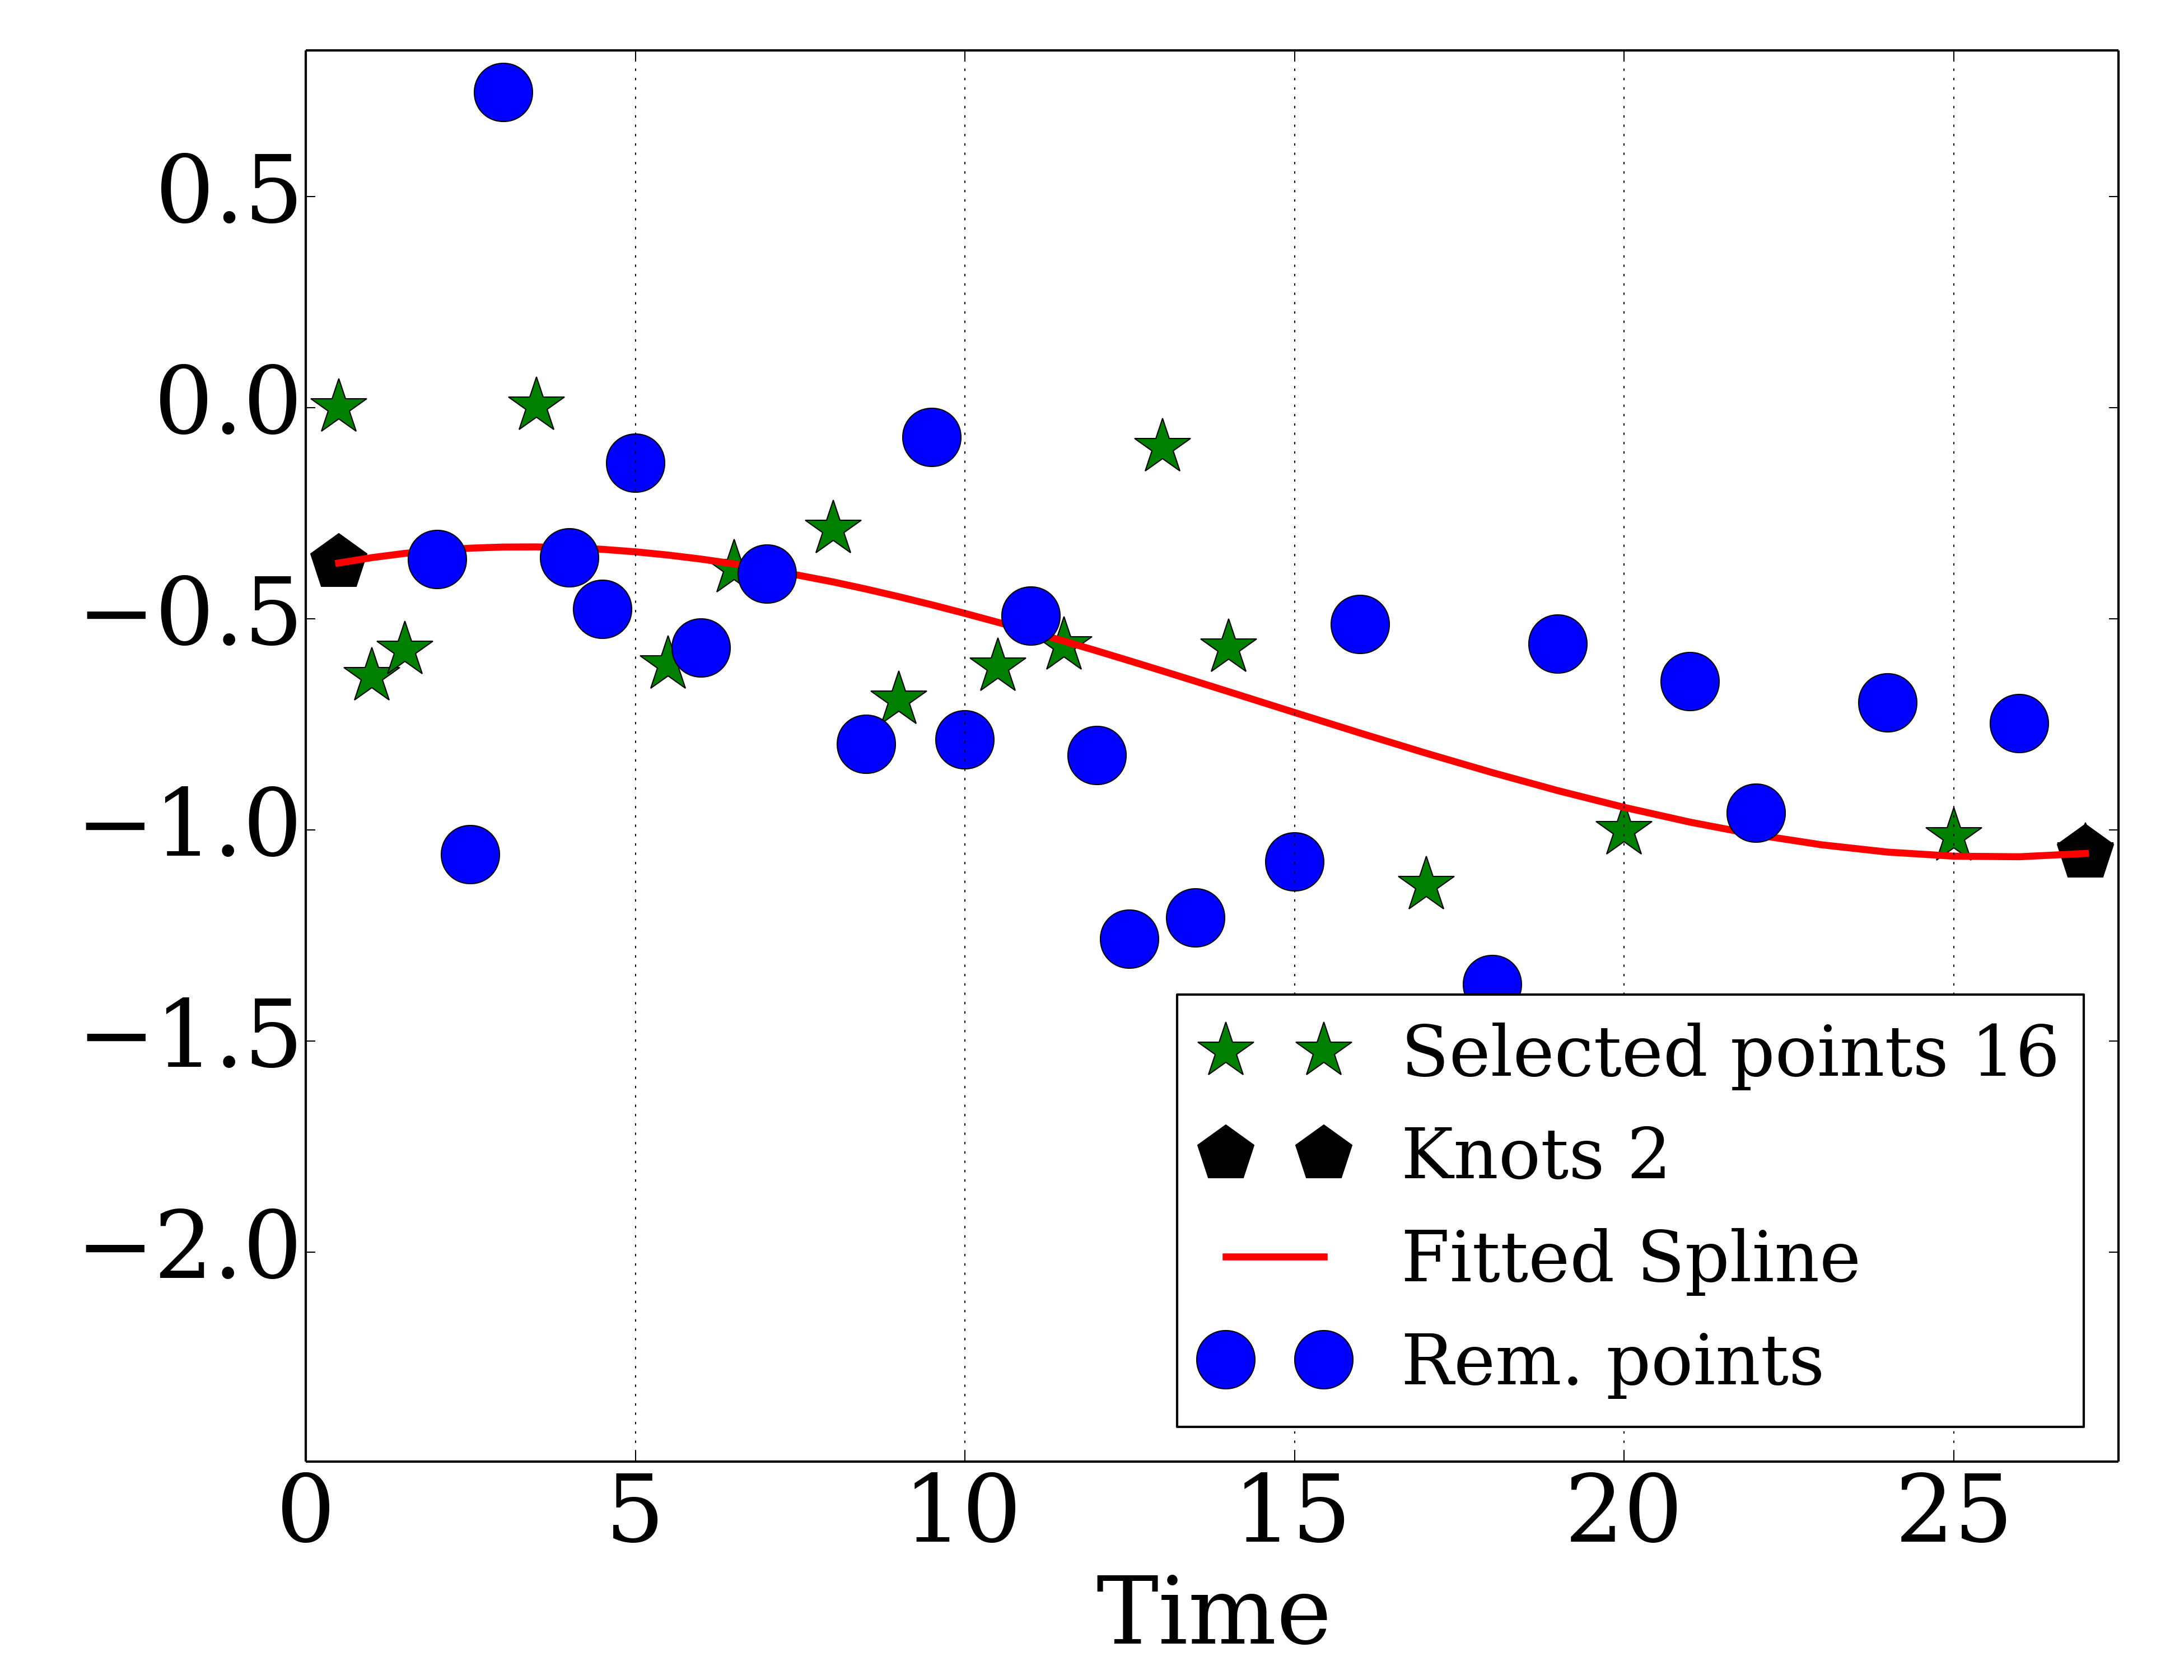 0.5
0.0
−0.5
−1.0
−1.5
−2.0
Selected points 16
Knots 2
Fitted Spline
Rem. points
0 5 10 15 20 25
Time